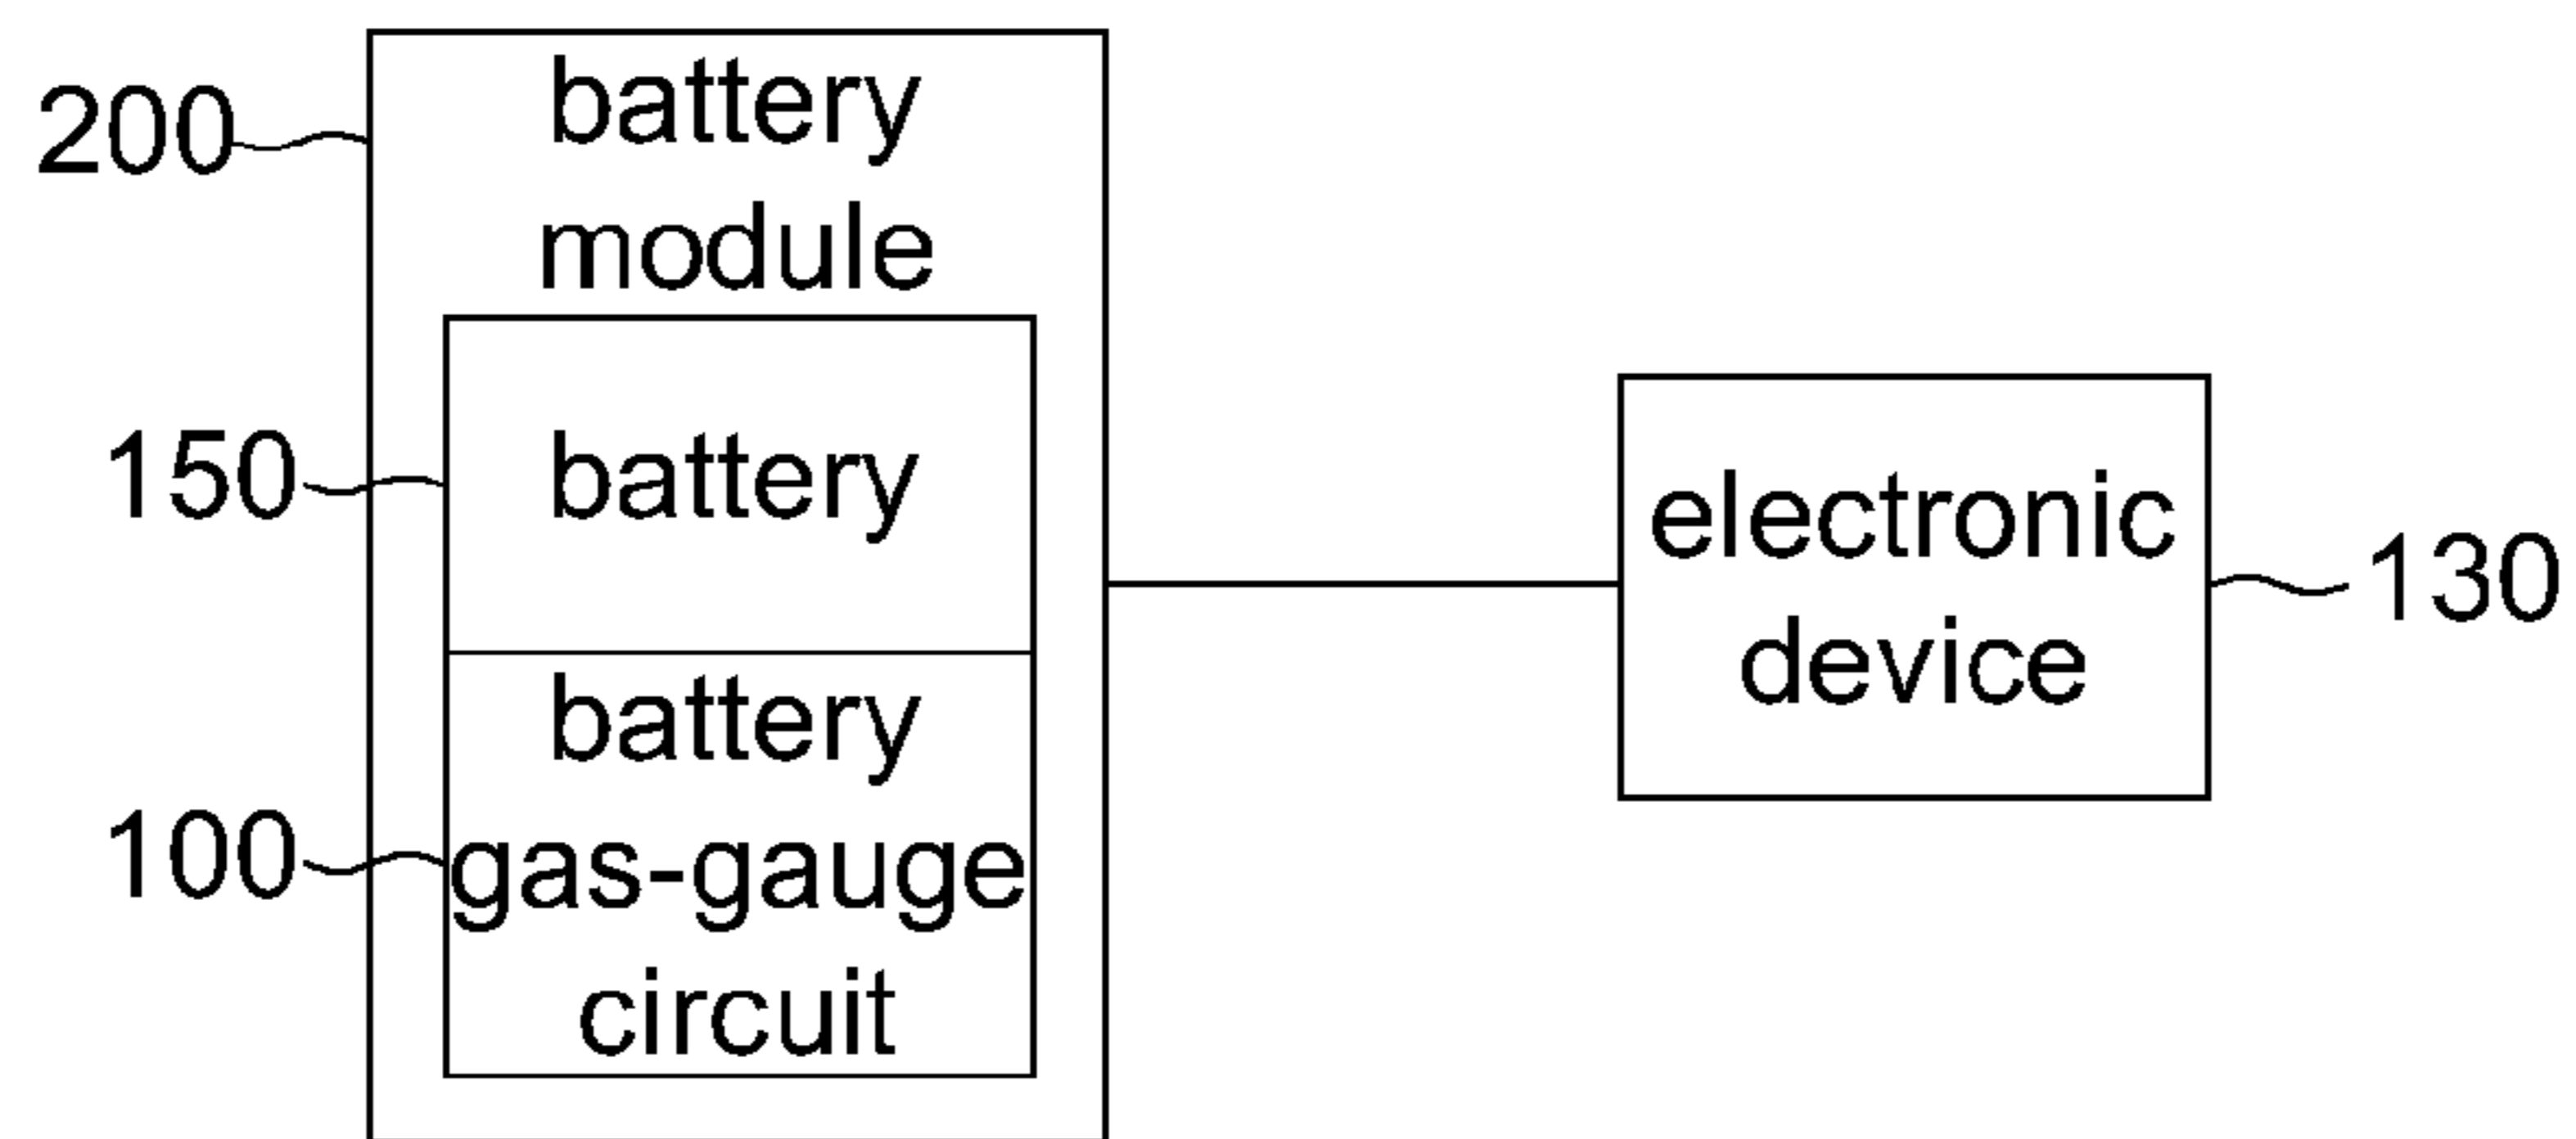 200
battery
module
150
battery
battery
100
gas-gauge
circuit
electronic
device
130